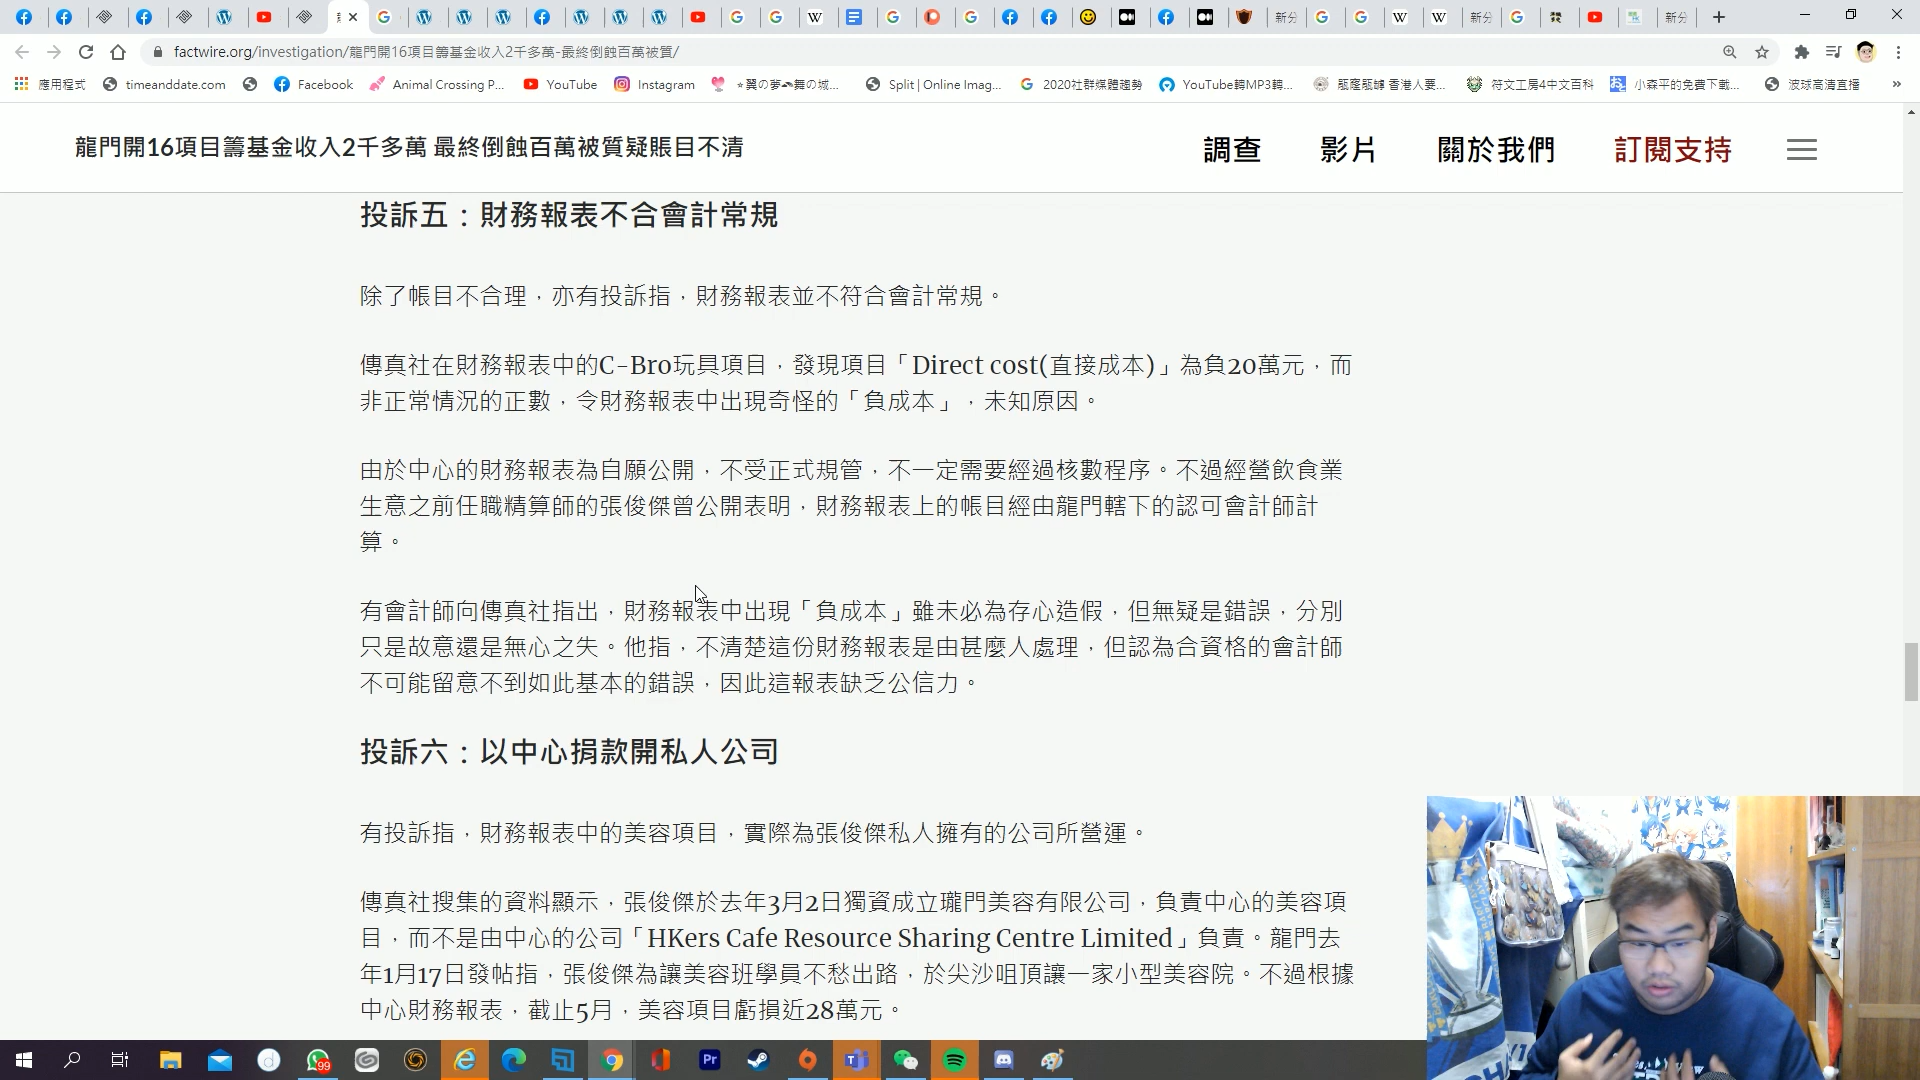 新分
新分
新分
factwire.org/investigation/龍門開16項目籌基金收入2千多萬-最終倒蝕百萬被質/
應用程式
timeanddate.com
Facebook
Animal Crossing P...
YouTube
Instagram
Split | Online Imag...
2020社群媒體趨勢
YouTube轉MP3轉...
符文工房4中文百科
小森平的免費下載...
波球高清直播
»
龍門開16項目籌基金收入2千多萬 最終倒蝕百萬被質疑賬目不清
調查
影片
關於我們
訂閱支持
投訴五：財務報表不合會計常規
除了帳目不合理，亦有投訴指，財務報表並不符合會計常規。
傳真社在財務報表中的C-Bro玩具項目，發現項目「Direct cost(直接成本)」為負20萬元，而
非正常情況的正數，令財務報表中出現奇怪的「負成本」，未知原因。
由於中心的財務報表為自願公開，不受正式規管，不一定需要經過核數程序。不過經營飲食業
生意之前任職精算師的張俊傑曾公開表明，財務報表上的帳目經由龍門轄下的認可會計師計
算。
有會計師向傳真社指出，財務報表中出現「負成本」雖未必為存心造假，但無疑是錯誤，分別
只是故意還是無心之失。他指，不清楚這份財務報表是由甚麼人處理，但認為合資格的會計師
不可能留意不到如此基本的錯誤，因此這報表缺乏公信力。
投訴六：以中心捐款開私人公司
有投訴指，財務報表中的美容項目，實際為張俊傑私人擁有的公司所營運。
傳真社搜集的資料顯示，張俊傑於去年3月2日獨資成立瓏門美容有限公司，負責中心的美容項
目，而不是由中心的公司「HKers Cafe Resource Sharing Centre Limited」負責。龍門去
年1月17日發帖指，張俊傑為讓美容班學員不愁出路，於尖沙咀頂讓一家小型美容院。不過根據
中心財務報表，截止5月，美容項目虧損近28萬元。
99
Pr